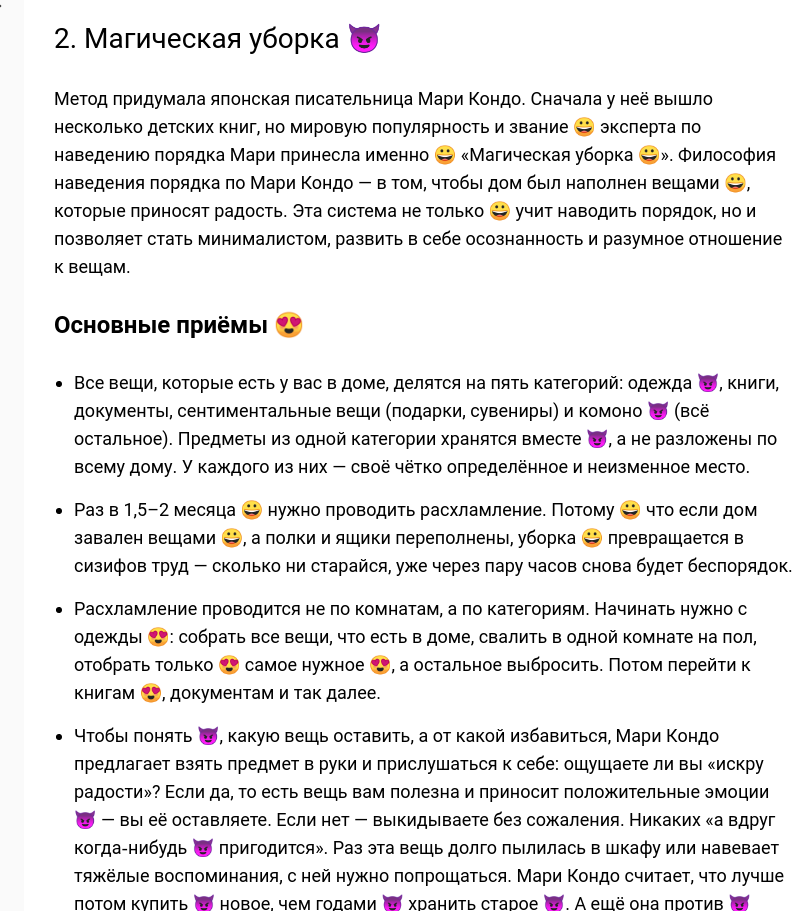 2. Магическая уборка 😈
Метод придумала японская писательница Мари Кондо. Сначала у неё вышло
несколько детских книг, но мировую популярность и звание 😀 эксперта по
наведению порядка Мари принесла именно 😀 «Магическая уборка 😀». Философия
наведения порядка по Мари Кондо — в том, чтобы дом был наполнен вещами 😀,
которые приносят радость. Эта система не только 😀 учит наводить порядок, но и
позволяет стать минималистом, развить в себе осознанность и разумное отношение
к вещам.
Основные приёмы 😍
• Все вещи, которые есть у вас в доме, делятся на пять категорий: одежда 😈, книги,
документы, сентиментальные вещи (подарки, сувениры) и комоно 😈 (всё
остальное). Предметы из одной категории хранятся вместе 😈, а не разложены по
всему дому. У каждого из них — своё чётко определённое и неизменное место.
• Раз в 1,5–2 месяца 😀 нужно проводить расхламление. Потому 😀 что если дом
завален вещами 😀, а полки и ящики переполнены, уборка 😀 превращается в
сизифов труд — сколько ни старайся, уже через пару часов снова будет беспорядок.
• Расхламление проводится не по комнатам, а по категориям. Начинать нужно с
одежды 😍: собрать все вещи, что есть в доме, свалить в одной комнате на пол,
отобрать только 😍 самое нужное 😍, а остальное выбросить. Потом перейти к
книгам 😍, документам и так далее.
• Чтобы понять 😈, какую вещь оставить, а от какой избавиться, Мари Кондо
предлагает взять предмет в руки и прислушаться к себе: ощущаете ли вы «искру
радости»? Если да, то есть вещь вам полезна и приносит положительные эмоции
😈 — вы её оставляете. Если нет — выкидываете без сожаления. Никаких «а вдруг
когда-нибудь 😈 пригодится». Раз эта вещь долго пылилась в шкафу или навевает
тяжёлые воспоминания, с ней нужно попрощаться. Мари Кондо считает, что лучше
потом купить 😈 новое, чем годами 😈 хранить старое 😈. А ещё она против 😈